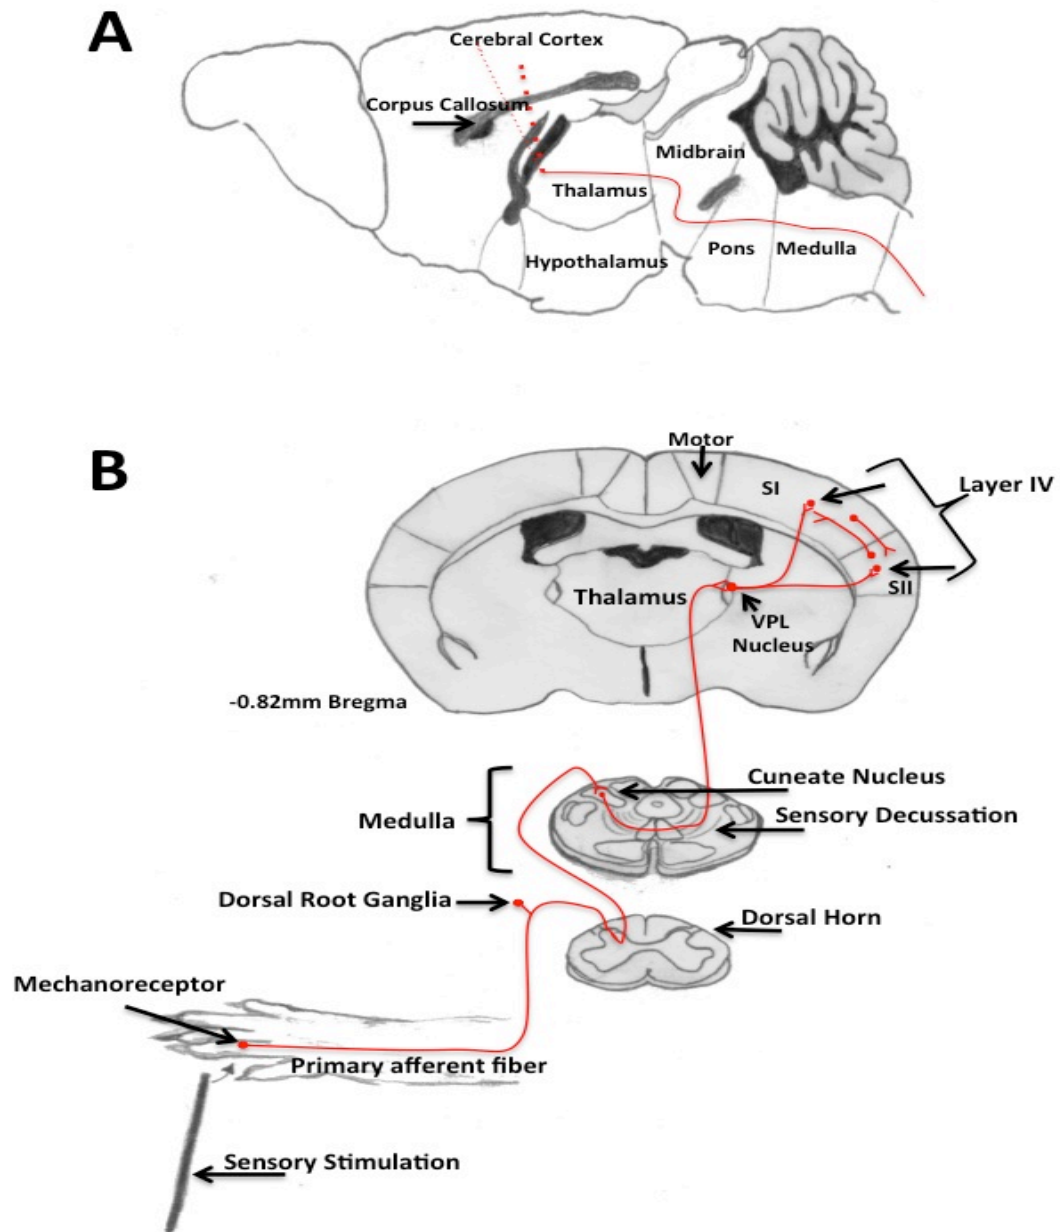 A
Cerebral Cortex
Corpus Callosum
Midbrain
Thalamus
Hypothalamus
Pons
Medulla
B
Motor
SI
Layer IV
SII
Thalamus
VPL
Nucleus
-0.82mm Bregma
Cuneate Nucleus
Medulla
Sensory Decussation
Dorsal Root Ganglia
Dorsal Horn
Mechanoreceptor
Primary afferent fiber
Sensory Stimulation